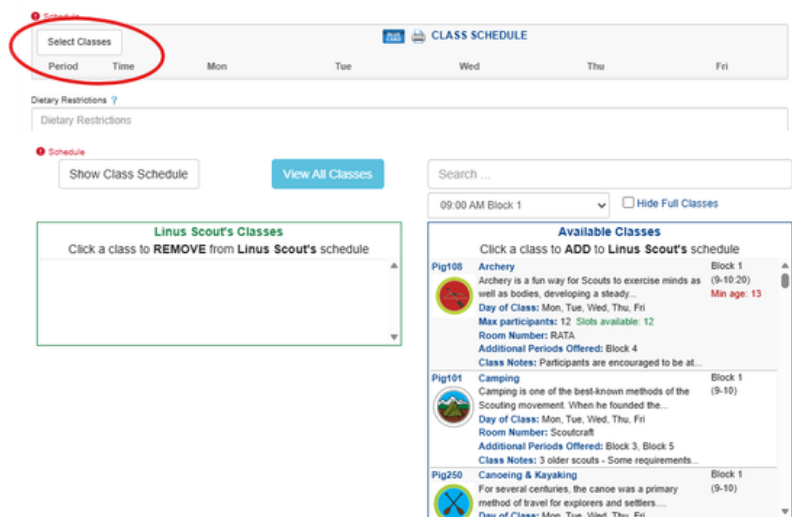 Schedule
Select Classes
BLUE CARD CLASS SCHEDULE
Period Time Mon Tue Wed Thu Fri
Dietary Restrictions ?
Dietary Restrictions
Schedule
Show Class Schedule
View All Classes
Search ...
09:00 AM Block 1
Hide Full Classes
Linus Scout's Classes
Click a class to REMOVE from Linus Scout's schedule
Available Classes
Click a class to ADD to Linus Scout's schedule
Pig108 Archery Block 1
Archery is a fun way for Scouts to exercise minds as (9-10:20)
well as bodies, developing a steady... Min age: 13
Day of Class: Mon, Tue, Wed, Thu, Fri
Max participants: 12 Slots available: 12
Room Number: RATA
Additional Periods Offered: Block 4
Class Notes: Participants are encouraged to be at...
Pig101 Camping Block 1
Camping is one of the best-known methods of the (9-10)
Scouting movement. When he founded the...
Day of Class: Mon, Tue, Wed, Thu, Fri
Room Number: Scoutcraft
Additional Periods Offered: Block 3, Block 5
Class Notes: 3 older scouts - Some requirements...
Pig250 Canoeing & Kayaking Block 1
For several centuries, the canoe was a primary (9-10)
method of travel for explorers and settlers....
Day of Class: Mon, Tue, Wed, Thu, Fri